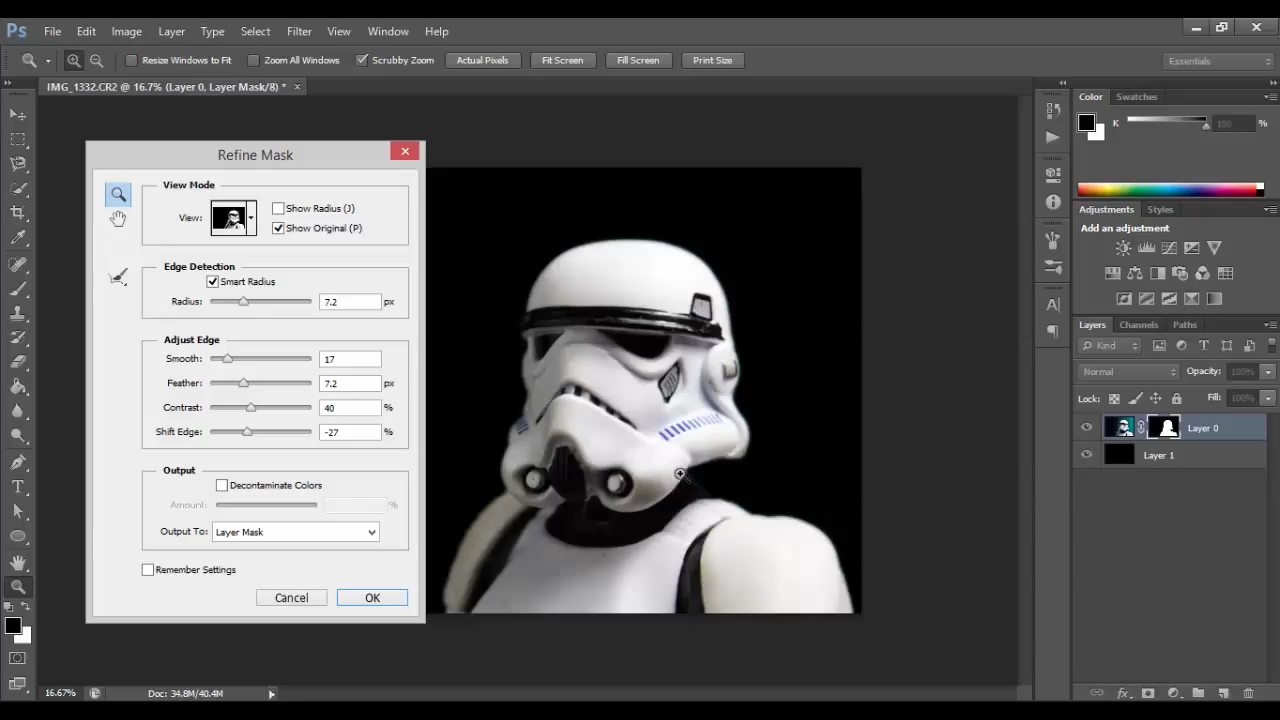 Ps File Edit Image Layer Type Select Filter View Window Help
Resize Windows to Fit Zoom All Windows Scrubby Zoom Actual Pixels Fit Screen Fill Screen Print Size Essentials
IMG_1332.CR2 @ 16.7% (Layer 0, Layer Mask/8) * ×
Color Swatches
K 100 %
Refine Mask
View Mode
View: Show Radius (J)
Show Original (P)
Edge Detection
Smart Radius
Radius: 7.2 px
Adjust Edge
Smooth: 17
Feather: 7.2 px
Contrast: 40 %
Shift Edge: -27 %
Output
Decontaminate Colors
Amount: %
Output To: Layer Mask
Remember Settings
Cancel OK
Adjustments Styles
Add an adjustment
Layers Channels Paths
Kind
Normal Opacity: 100%
Lock: Fill: 100%
Layer 0
Layer 1
16.67% Doc: 34.8M/40.4M